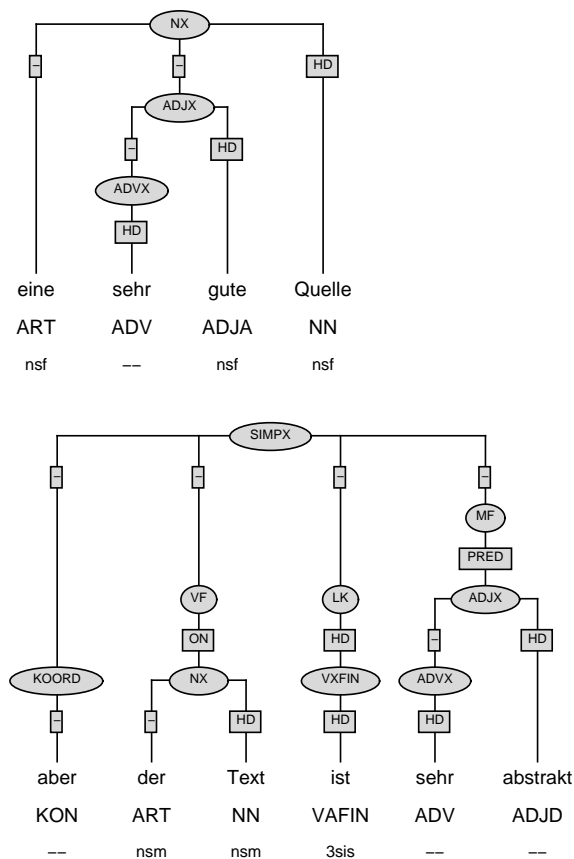 NX
– – HD
ADJX
– HD
ADVX
HD
eine sehr gute Quelle
ART ADV ADJA NN
nsf –– nsf nsf
SIMPX
– – – –
MF
PRED
VF LK ADJX
ON HD – HD
KOORD NX VXFIN ADVX
– – HD HD HD
aber der Text ist sehr abstrakt
KON ART NN VAFIN ADV ADJD
–– nsm nsm 3sis –– ––